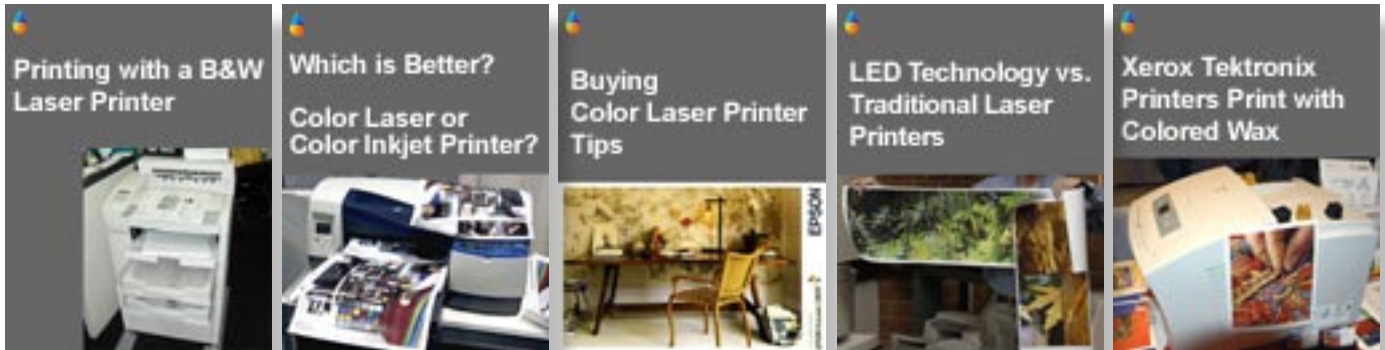 Printing with a B&W
Laser Printer
Which is Better?
Color Laser or
Color Inkjet Printer?
Buying
Color Laser Printer
Tips
EPSON
LED Technology vs.
Traditional Laser
Printers
Xerox Tektronix
Printers Print with
Colored Wax